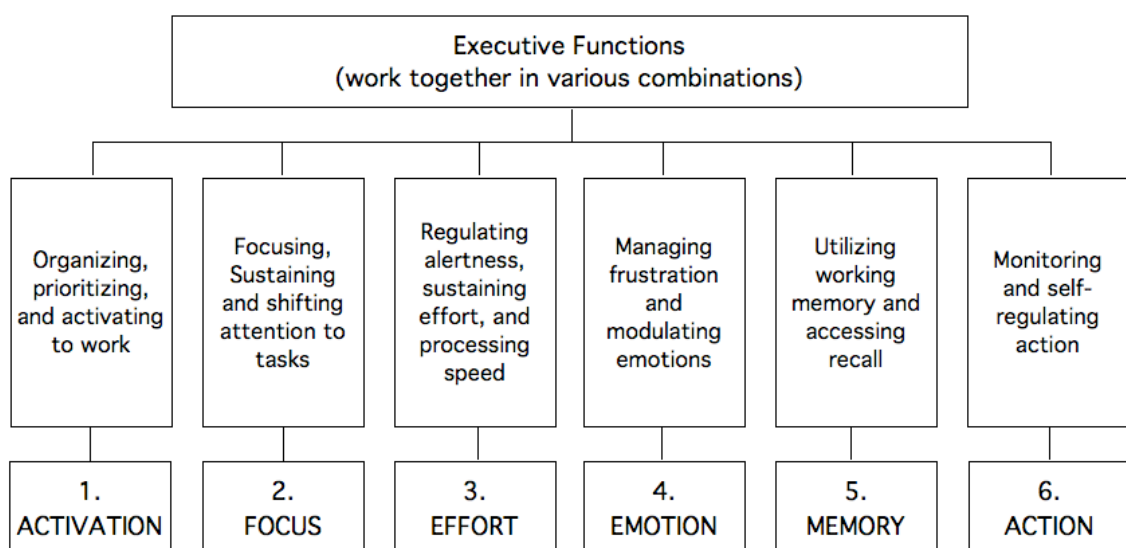 Executive Functions
(work together in various combinations)
Organizing,
prioritizing,
and activating
to work
Focusing,
Sustaining
and shifting
attention to
tasks
Regulating
alertness,
sustaining
effort, and
processing
speed
Managing
frustration
and
modulating
emotions
Utilizing
working
memory and
accessing
recall
Monitoring
and self-
regulating
action
1.
ACTIVATION
2.
FOCUS
3.
EFFORT
4.
EMOTION
5.
MEMORY
6.
ACTION